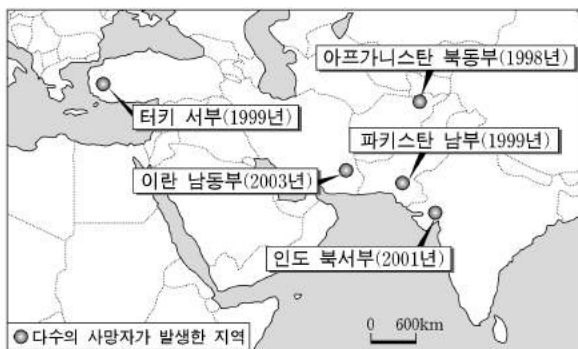 아프가니스탄 북동부(1998년)
터키 서부(1999년)
파키스탄 남부(1999년)
이란 남동부(2003년)
인도 북서부(2001년)
다수의 사망자가 발생한 지역
0 600km